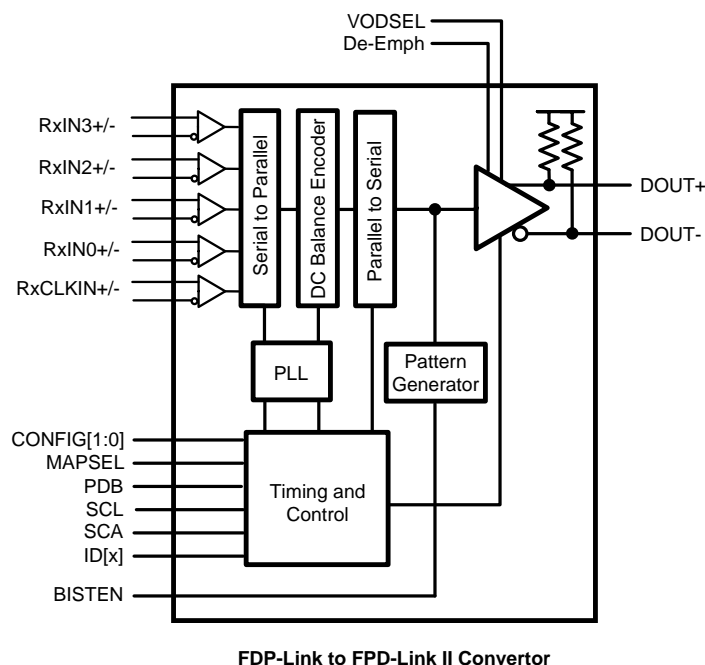 VODSEL
De-Emph
RxIN3+/-
RxIN2+/-
RxIN1+/-
RxIN0+/-
RxCLKIN+/-
Serial to Parallel
DC Balance Encoder
Parallel to Serial
DOUT+
DOUT-
PLL
Pattern
Generator
CONFIG[1:0]
MAPSEL
PDB
SCL
SCA
ID[x]
BISTEN
Timing and
Control
FDP-Link to FPD-Link II Convertor